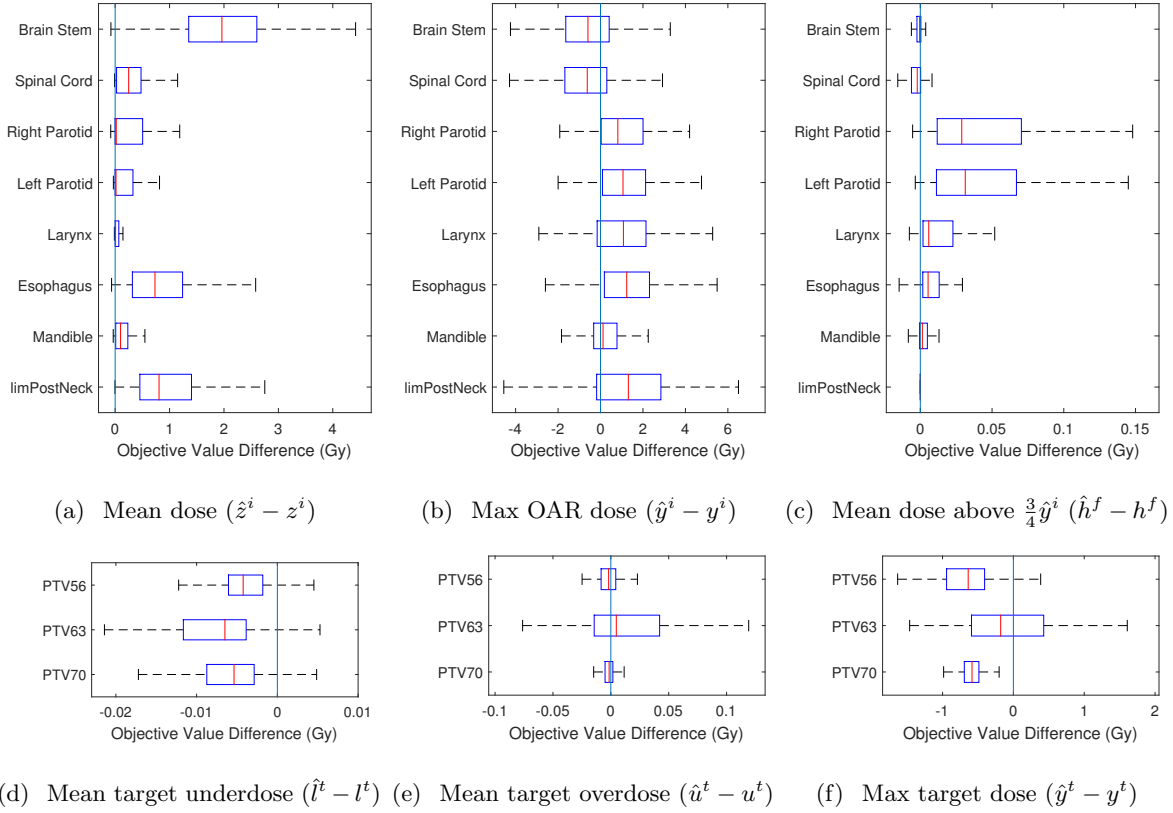 Brain Stem
Spinal Cord
Right Parotid
Left Parotid
Larynx
Esophagus
Mandible
limPostNeck
0 1 2 3 4
Objective Value Difference (Gy)
(a) Mean dose (ẑ^i − z^i)
Brain Stem
Spinal Cord
Right Parotid
Left Parotid
Larynx
Esophagus
Mandible
limPostNeck
-4 -2 0 2 4 6
Objective Value Difference (Gy)
(b) Max OAR dose (ŷ^i − y^i)
Brain Stem
Spinal Cord
Right Parotid
Left Parotid
Larynx
Esophagus
Mandible
limPostNeck
0 0.05 0.1 0.15
Objective Value Difference (Gy)
(c) Mean dose above 3/4 ŷ^i (ĥ^f − h^f)
PTV56
PTV63
PTV70
-0.02 -0.01 0 0.01
Objective Value Difference (Gy)
(d) Mean target underdose (l̂^t − l^t)
PTV56
PTV63
PTV70
-0.1 -0.05 0 0.05 0.1
Objective Value Difference (Gy)
(e) Mean target overdose (û^t − u^t)
PTV56
PTV63
PTV70
-1 0 1 2
Objective Value Difference (Gy)
(f) Max target dose (ŷ^t − y^t)